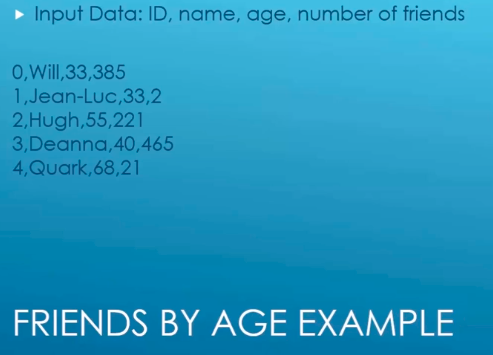 ► Input Data: ID, name, age, number of friends
0,Will,33,385
1,Jean-Luc,33,2
2,Hugh,55,221
3,Deanna,40,465
4,Quark,68,21
FRIENDS BY AGE EXAMPLE